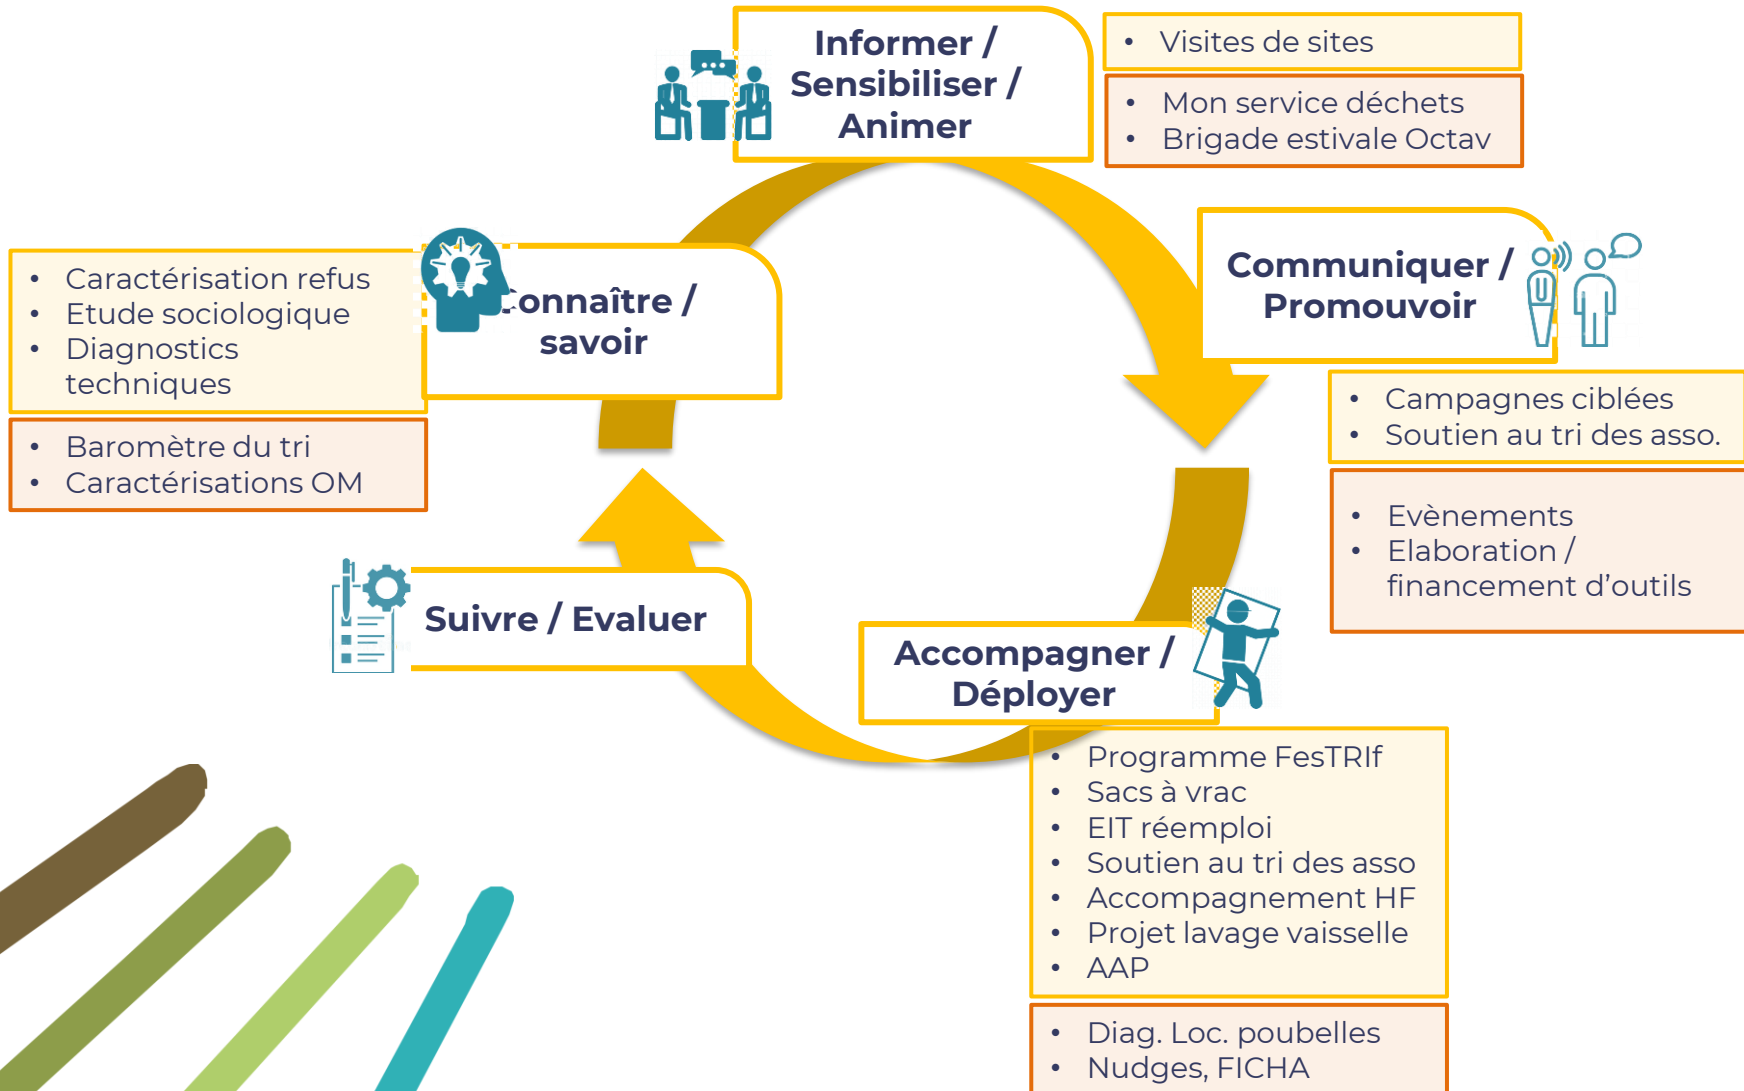 Informer /
Sensibiliser /
Animer
• Visites de sites
• Mon service déchets
• Brigade estivale Octav
Communiquer /
Promouvoir
• Campagnes ciblées
• Soutien au tri des asso.
• Evènements
• Elaboration /
financement d’outils
Accompagner /
Déployer
• Programme FesTRIf
• Sacs à vrac
• EIT réemploi
• Soutien au tri des asso
• Accompagnement HF
• Projet lavage vaisselle
• AAP
• Diag. Loc. poubelles
• Nudges, FICHA
Suivre / Evaluer
Connaître /
savoir
• Caractérisation refus
• Etude sociologique
• Diagnostics
techniques
• Baromètre du tri
• Caractérisations OM